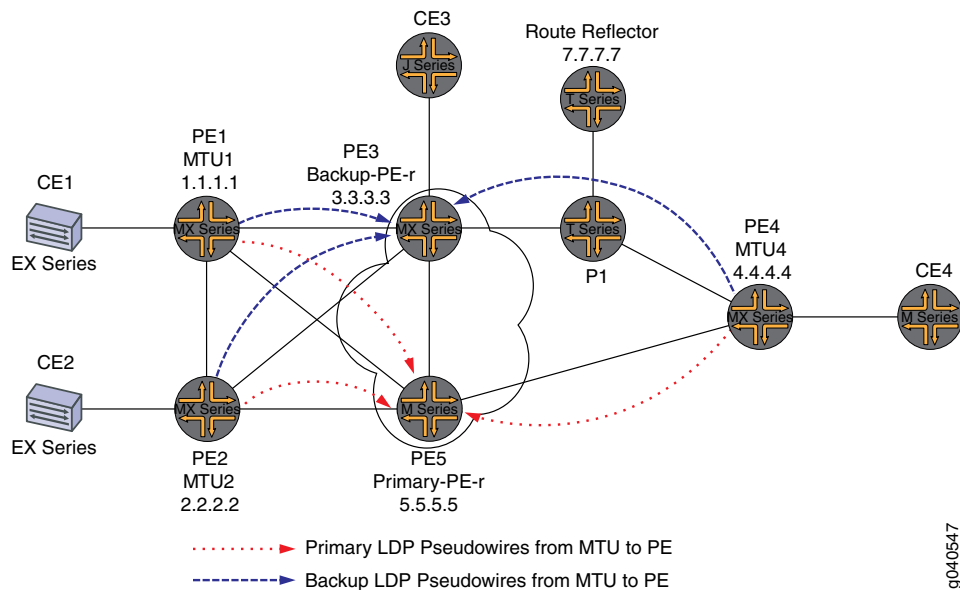 CE3
J Series
Route Reflector
7.7.7.7
T Series
PE1
MTU1
1.1.1.1
PE3
Backup-PE-r
3.3.3.3
CE1
EX Series
MX Series
MX Series
T Series
P1
PE4
MTU4
4.4.4.4
MX Series
CE4
M Series
CE2
EX Series
MX Series
PE2
MTU2
2.2.2.2
M Series
PE5
Primary-PE-r
5.5.5.5
Primary LDP Pseudowires from MTU to PE
Backup LDP Pseudowires from MTU to PE
g040547